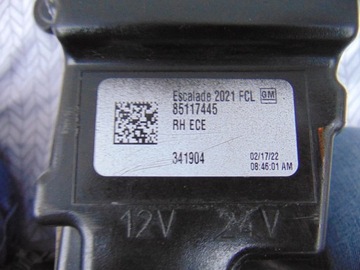 Escalade 2021 FCL GM
85117445
RH ECE
341904
02/17/22
08:46:01 AM
12V 24V